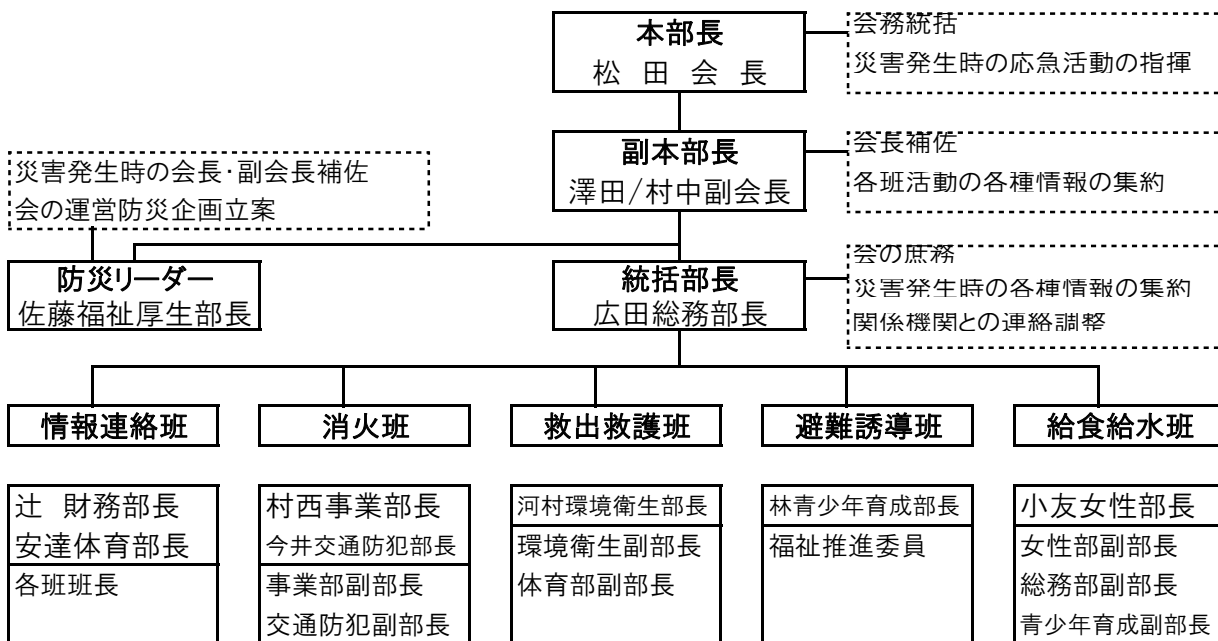 本部長
松 田 会 長
会務統括
災害発生時の応急活動の指揮
副本部長
澤田/村中副会長
会長補佐
各班活動の各種情報の集約
災害発生時の会長・副会長補佐
会の運営防災企画立案
防災リーダー
佐藤福祉厚生部長
統括部長
広田総務部長
会の庶務
災害発生時の各種情報の集約
関係機関との連絡調整
情報連絡班
消火班
救出救護班
避難誘導班
給食給水班
辻 財務部長
安達体育部長
各班班長
村西事業部長
今井交通防犯部長
事業部副部長
交通防犯副部長
河村環境衛生部長
環境衛生副部長
体育部副部長
林青少年育成部長
福祉推進委員
小友女性部長
女性部副部長
総務部副部長
青少年育成副部長